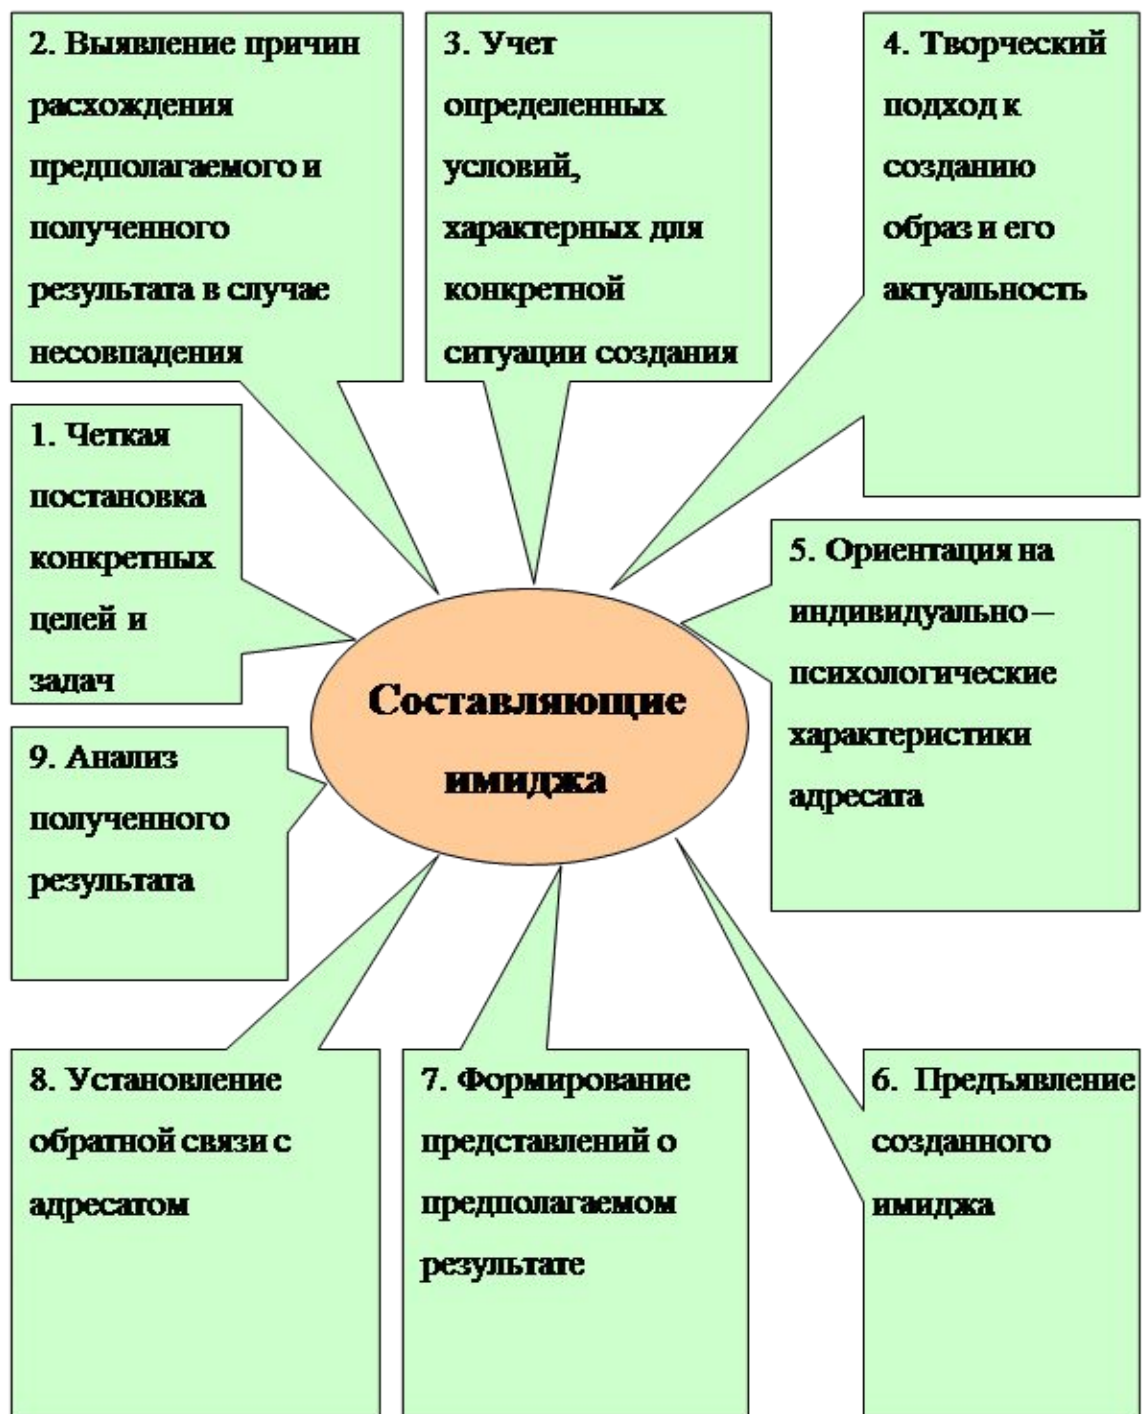 2. Выявление причин
расхождения
предполагаемого и
полученного
результата в случае
несовпадения
3. Учет
определенных
условий,
характерных для
конкретной
ситуации создания
4. Творческий
подход к
созданию
образ и его
актуальность
1. Четкая
постановка
конкретных
целей и
задач
Составляющие
имиджа
5. Ориентация на
индивидуально –
психологические
характеристики
адресата
9. Анализ
полученного
результата
8. Установление
обратной связи с
адресатом
7. Формирование
представлений о
предполагаемом
результате
6. Предъявление
созданного
имиджа